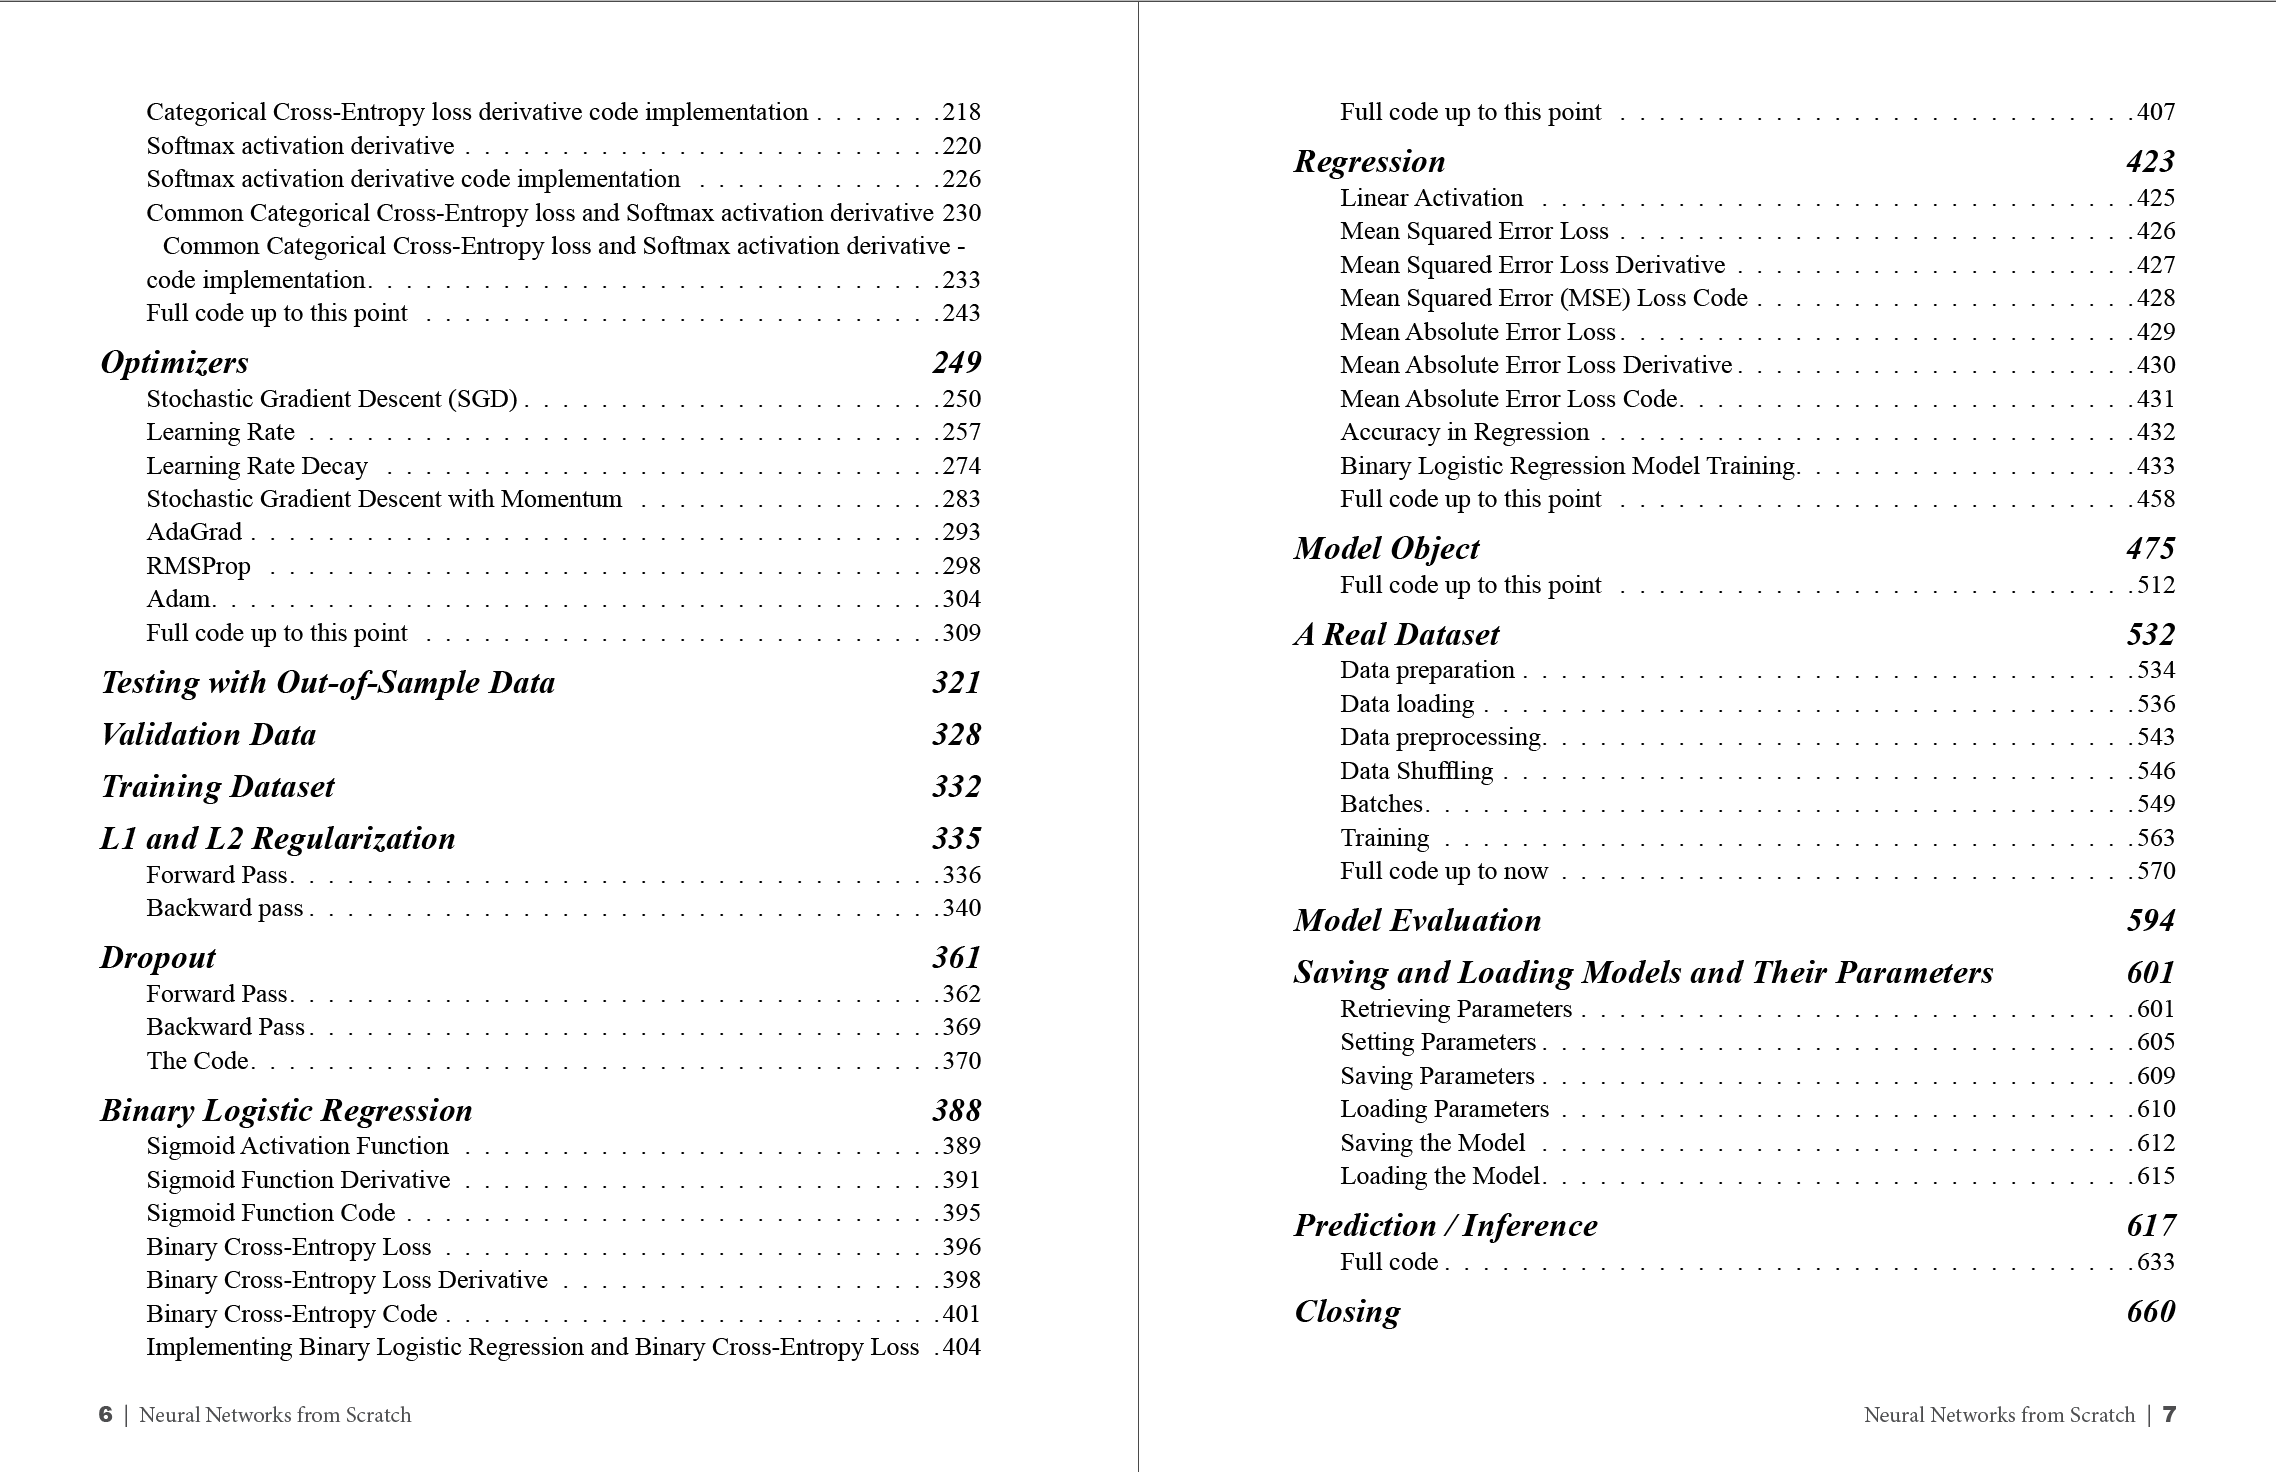 Categorical Cross-Entropy loss derivative code implementation . . . . . . . 218
Softmax activation derivative . . . . . . . . . . . . . . . . . . . . . . . . . 220
Softmax activation derivative code implementation . . . . . . . . . . . . . 226
Common Categorical Cross-Entropy loss and Softmax activation derivative 230
Common Categorical Cross-Entropy loss and Softmax activation derivative -
code implementation. . . . . . . . . . . . . . . . . . . . . . . . . . . . . . 233
Full code up to this point . . . . . . . . . . . . . . . . . . . . . . . . . . . 243
Optimizers 249
Stochastic Gradient Descent (SGD) . . . . . . . . . . . . . . . . . . . . . . 250
Learning Rate . . . . . . . . . . . . . . . . . . . . . . . . . . . . . . . . . 257
Learning Rate Decay . . . . . . . . . . . . . . . . . . . . . . . . . . . . . 274
Stochastic Gradient Descent with Momentum . . . . . . . . . . . . . . . . 283
AdaGrad . . . . . . . . . . . . . . . . . . . . . . . . . . . . . . . . . . . . 293
RMSProp . . . . . . . . . . . . . . . . . . . . . . . . . . . . . . . . . . . 298
Adam. . . . . . . . . . . . . . . . . . . . . . . . . . . . . . . . . . . . . . 304
Full code up to this point . . . . . . . . . . . . . . . . . . . . . . . . . . . 309
Testing with Out-of-Sample Data 321
Validation Data 328
Training Dataset 332
L1 and L2 Regularization 335
Forward Pass. . . . . . . . . . . . . . . . . . . . . . . . . . . . . . . . . . 336
Backward pass . . . . . . . . . . . . . . . . . . . . . . . . . . . . . . . . . 340
Dropout 361
Forward Pass. . . . . . . . . . . . . . . . . . . . . . . . . . . . . . . . . . 362
Backward Pass . . . . . . . . . . . . . . . . . . . . . . . . . . . . . . . . . 369
The Code. . . . . . . . . . . . . . . . . . . . . . . . . . . . . . . . . . . . 370
Binary Logistic Regression 388
Sigmoid Activation Function . . . . . . . . . . . . . . . . . . . . . . . . . 389
Sigmoid Function Derivative . . . . . . . . . . . . . . . . . . . . . . . . . 391
Sigmoid Function Code . . . . . . . . . . . . . . . . . . . . . . . . . . . . 395
Binary Cross-Entropy Loss . . . . . . . . . . . . . . . . . . . . . . . . . . 396
Binary Cross-Entropy Loss Derivative . . . . . . . . . . . . . . . . . . . . 398
Binary Cross-Entropy Code . . . . . . . . . . . . . . . . . . . . . . . . . . 401
Implementing Binary Logistic Regression and Binary Cross-Entropy Loss . 404
6 | Neural Networks from Scratch
Full code up to this point . . . . . . . . . . . . . . . . . . . . . . . . . . . 407
Regression 423
Linear Activation . . . . . . . . . . . . . . . . . . . . . . . . . . . . . . . 425
Mean Squared Error Loss . . . . . . . . . . . . . . . . . . . . . . . . . . . 426
Mean Squared Error Loss Derivative . . . . . . . . . . . . . . . . . . . . . 427
Mean Squared Error (MSE) Loss Code . . . . . . . . . . . . . . . . . . . . 428
Mean Absolute Error Loss . . . . . . . . . . . . . . . . . . . . . . . . . . . 429
Mean Absolute Error Loss Derivative . . . . . . . . . . . . . . . . . . . . . 430
Mean Absolute Error Loss Code. . . . . . . . . . . . . . . . . . . . . . . . 431
Accuracy in Regression . . . . . . . . . . . . . . . . . . . . . . . . . . . . 432
Binary Logistic Regression Model Training. . . . . . . . . . . . . . . . . . 433
Full code up to this point . . . . . . . . . . . . . . . . . . . . . . . . . . . 458
Model Object 475
Full code up to this point . . . . . . . . . . . . . . . . . . . . . . . . . . . 512
A Real Dataset 532
Data preparation . . . . . . . . . . . . . . . . . . . . . . . . . . . . . . . . 534
Data loading . . . . . . . . . . . . . . . . . . . . . . . . . . . . . . . . . . 536
Data preprocessing. . . . . . . . . . . . . . . . . . . . . . . . . . . . . . . 543
Data Shuffling . . . . . . . . . . . . . . . . . . . . . . . . . . . . . . . . . 546
Batches. . . . . . . . . . . . . . . . . . . . . . . . . . . . . . . . . . . . . 549
Training . . . . . . . . . . . . . . . . . . . . . . . . . . . . . . . . . . . . 563
Full code up to now . . . . . . . . . . . . . . . . . . . . . . . . . . . . . . 570
Model Evaluation 594
Saving and Loading Models and Their Parameters 601
Retrieving Parameters . . . . . . . . . . . . . . . . . . . . . . . . . . . . . 601
Setting Parameters . . . . . . . . . . . . . . . . . . . . . . . . . . . . . . . 605
Saving Parameters . . . . . . . . . . . . . . . . . . . . . . . . . . . . . . . 609
Loading Parameters . . . . . . . . . . . . . . . . . . . . . . . . . . . . . . 610
Saving the Model . . . . . . . . . . . . . . . . . . . . . . . . . . . . . . . 612
Loading the Model. . . . . . . . . . . . . . . . . . . . . . . . . . . . . . . 615
Prediction / Inference 617
Full code . . . . . . . . . . . . . . . . . . . . . . . . . . . . . . . . . . . . 633
Closing 660
Neural Networks from Scratch | 7